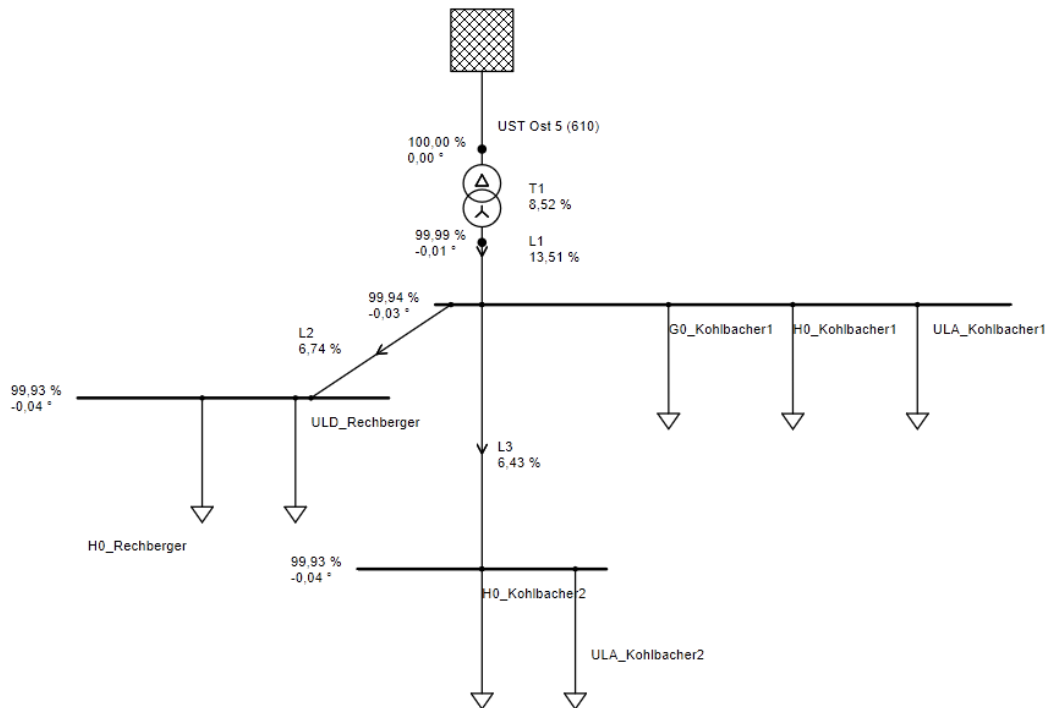 UST Ost 5 (610)
100,00 %
0,00 °
T1
8,52 %
99,99 %
-0,01 °
L1
13,51 %
99,94 %
-0,03 °
G0_Kohlbacher1
H0_Kohlbacher1
ULA_Kohlbacher1
L2
6,74 %
99,93 %
-0,04 °
ULD_Rechberger
L3
6,43 %
H0_Rechberger
99,93 %
-0,04 °
H0_Kohlbacher2
ULA_Kohlbacher2